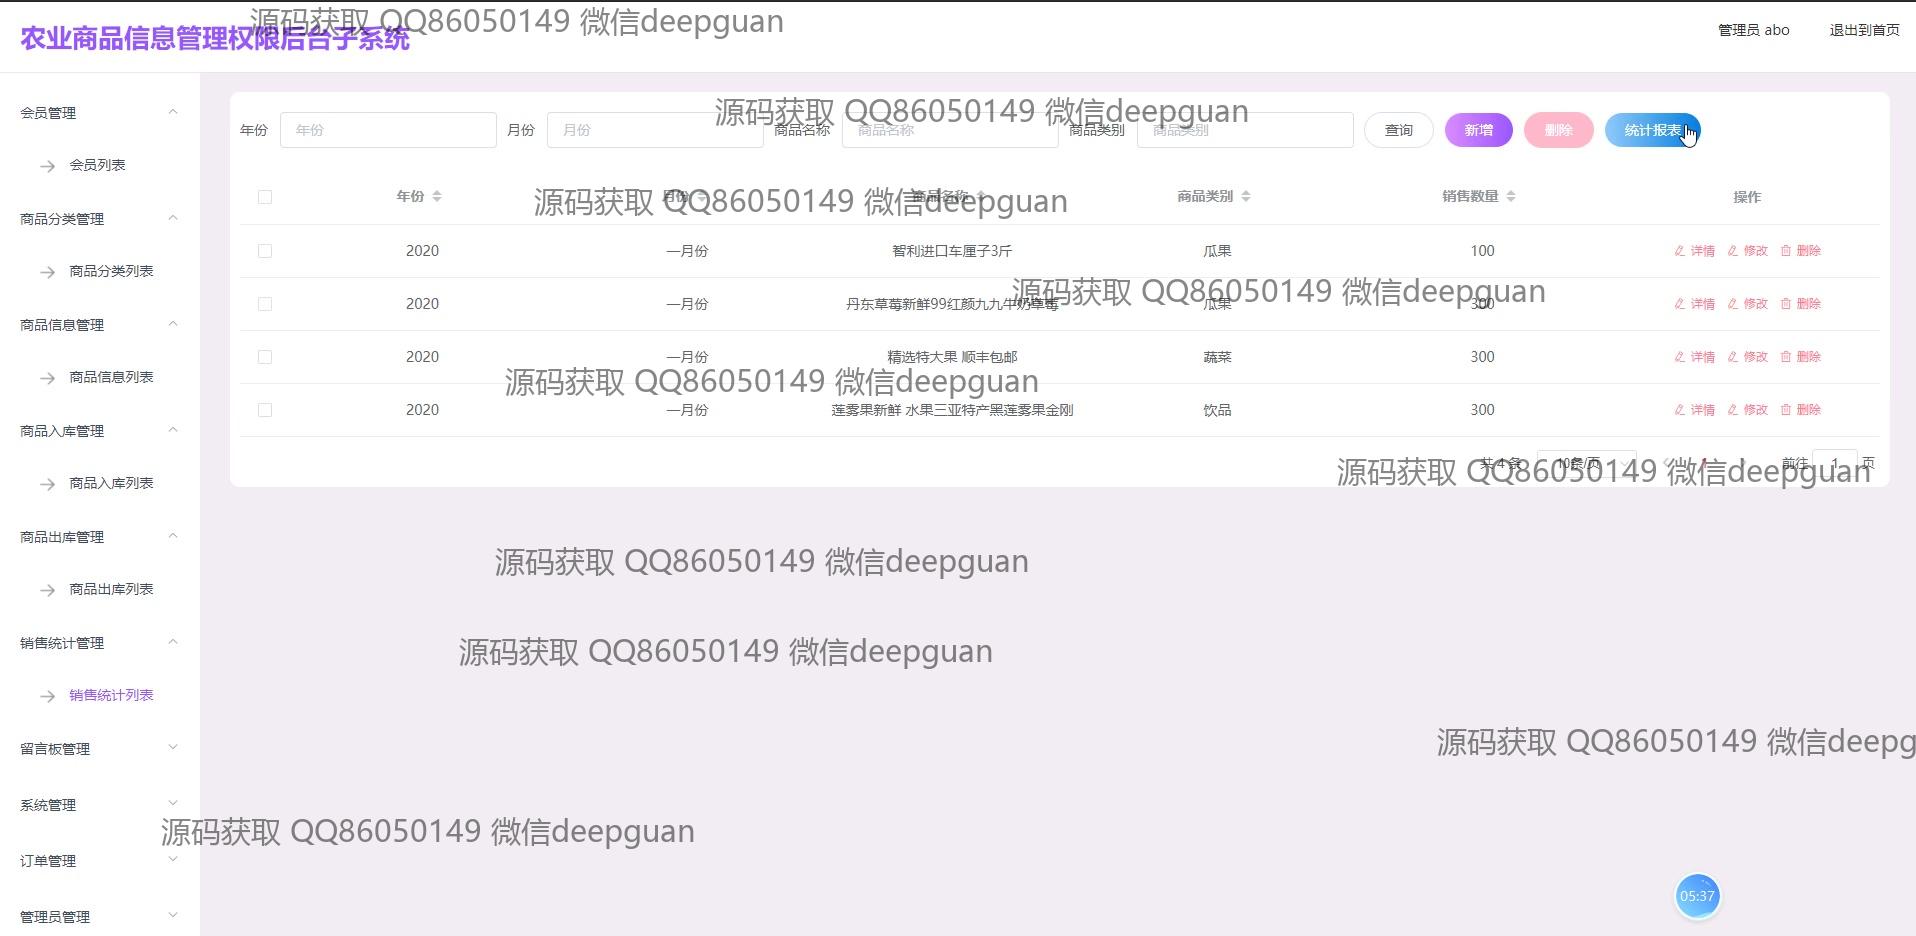 源码获取 QQ86050149 微信deepguan
农业商品信息管理权限后台子系统
管理员 abo 退出到首页
会员管理
会员列表
商品分类管理
商品分类列表
商品信息管理
商品信息列表
商品入库管理
商品入库列表
商品出库管理
商品出库列表
销售统计管理
销售统计列表
留言板管理
系统管理
订单管理
管理员管理
源码获取 QQ86050149 微信deepguan
年份 年份 月份 月份 商品名称 商品名称 商品类别 商品类别 查询 新增 删除 统计报表
源码获取 QQ86050149 微信deepguan
年份 月份 商品名称 商品类别 销售数量 操作
2020 一月份 智利进口车厘子3斤 瓜果 100 详情 修改 删除
源码获取 QQ86050149 微信deepguan
2020 一月份 丹东草莓新鲜99红颜九九牛奶草莓 瓜果 300 详情 修改 删除
2020 一月份 精选特大果 顺丰包邮 蔬菜 300 详情 修改 删除
源码获取 QQ86050149 微信deepguan
2020 一月份 莲雾果新鲜 水果三亚特产黑莲雾果金刚 饮品 300 详情 修改 删除
共 4 条 10条/页 1 前往 1 页
源码获取 QQ86050149 微信deepguan
源码获取 QQ86050149 微信deepguan
源码获取 QQ86050149 微信deepguan
源码获取 QQ86050149 微信deepg
源码获取 QQ86050149 微信deepguan
05:37